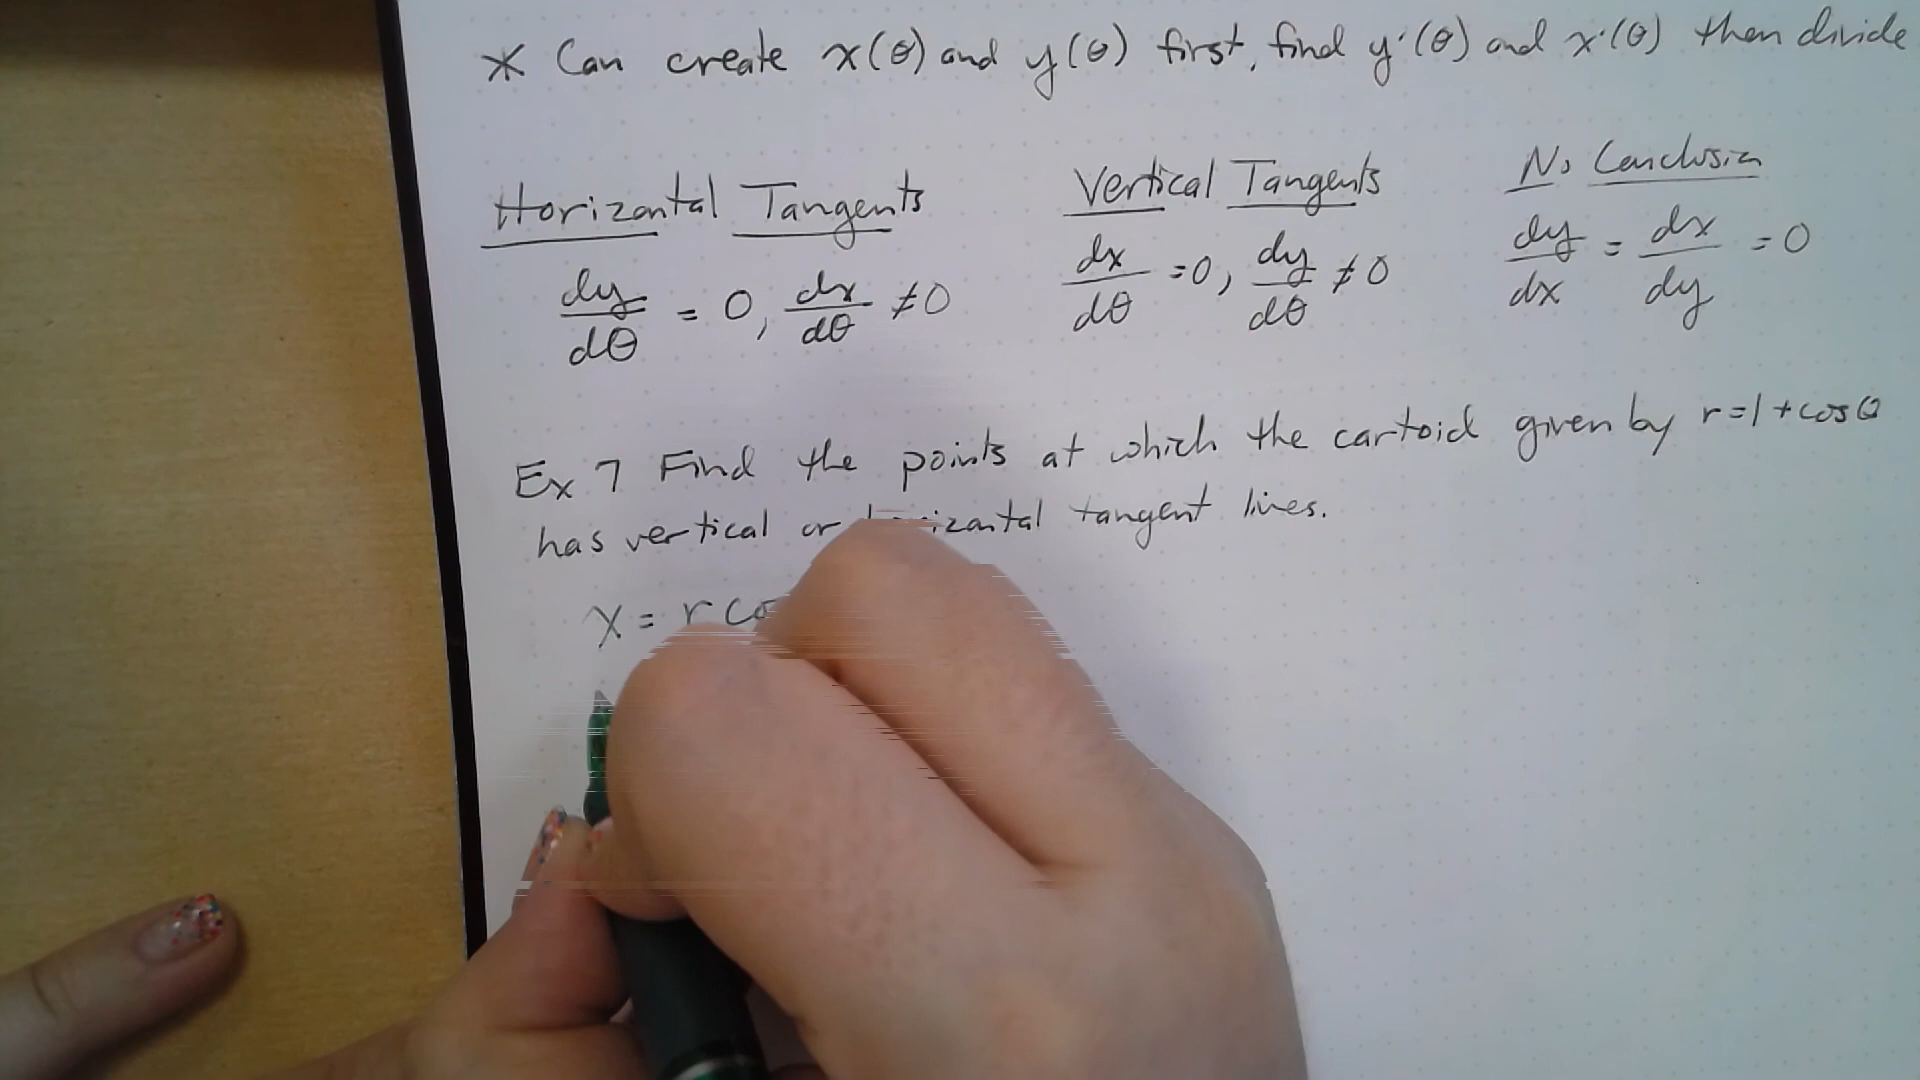 * Can create x(θ) and y(θ) first, find y'(θ) and x'(θ) then divide
Horizontal Tangents
dy/dθ = 0, dx/dθ ≠ 0
Vertical Tangents
dx/dθ = 0, dy/dθ ≠ 0
No Conclusion
dy/dx = dx/dy = 0
Ex 7 Find the points at which the cartoid given by r=1+cosθ
has vertical or tangent lines.
x = r